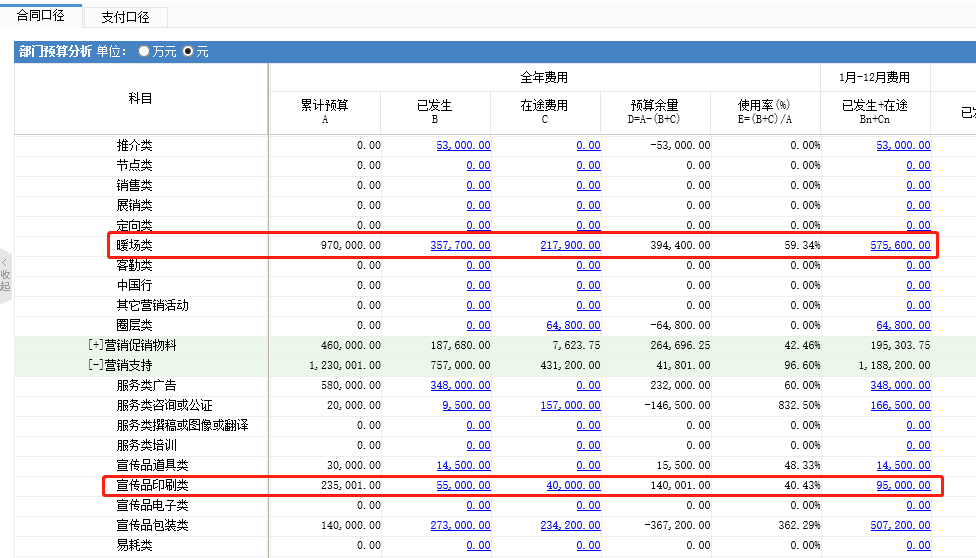 合同口径 支付口径
部门预算分析 单位: 万元 元
科目 全年费用 1月-12月费用
累计预算 已发生 在途费用 预算余量 使用率(%) 已发生+在途
A B C D=A-(B+C) E=(B+C)/A Bn+Cn
推介类 0.00 53,000.00 0.00 -53,000.00 0.00% 53,000.00
节点类 0.00 0.00 0.00 0.00 0.00% 0.00
销售类 0.00 0.00 0.00 0.00 0.00% 0.00
展销类 0.00 0.00 0.00 0.00 0.00% 0.00
定向类 0.00 0.00 0.00 0.00 0.00% 0.00
暖场类 970,000.00 357,700.00 217,900.00 394,400.00 59.34% 575,600.00
客勤类 0.00 0.00 0.00 0.00 0.00% 0.00
中国行 0.00 0.00 0.00 0.00 0.00% 0.00
其它营销活动 0.00 0.00 0.00 0.00 0.00% 0.00
圈层类 0.00 0.00 64,800.00 -64,800.00 0.00% 64,800.00
[+]营销促销物料 460,000.00 187,680.00 7,623.75 264,696.25 42.46% 195,303.75
[-]营销支持 1,230,001.00 757,000.00 431,200.00 41,801.00 96.60% 1,188,200.00
服务类广告 580,000.00 348,000.00 0.00 232,000.00 60.00% 348,000.00
服务类咨询或公证 20,000.00 9,500.00 157,000.00 -146,500.00 832.50% 166,500.00
服务类撰稿或图像或翻译 0.00 0.00 0.00 0.00 0.00% 0.00
服务类培训 0.00 0.00 0.00 0.00 0.00% 0.00
宣传品道具类 30,000.00 14,500.00 0.00 15,500.00 48.33% 14,500.00
宣传品印刷类 235,001.00 55,000.00 40,000.00 140,001.00 40.43% 95,000.00
宣传品电子类 0.00 0.00 0.00 0.00 0.00% 0.00
宣传品包装类 140,000.00 273,000.00 234,200.00 -367,200.00 362.29% 507,200.00
易耗类 0.00 0.00 0.00 0.00 0.00% 0.00
收起